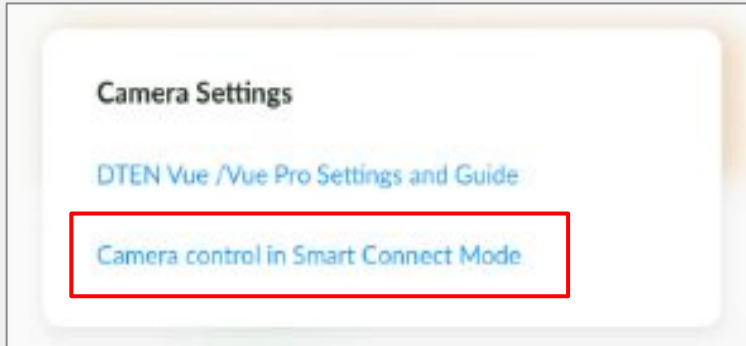 Camera Settings
DTEN Vue /Vue Pro Settings and Guide
Camera control in Smart Connect Mode